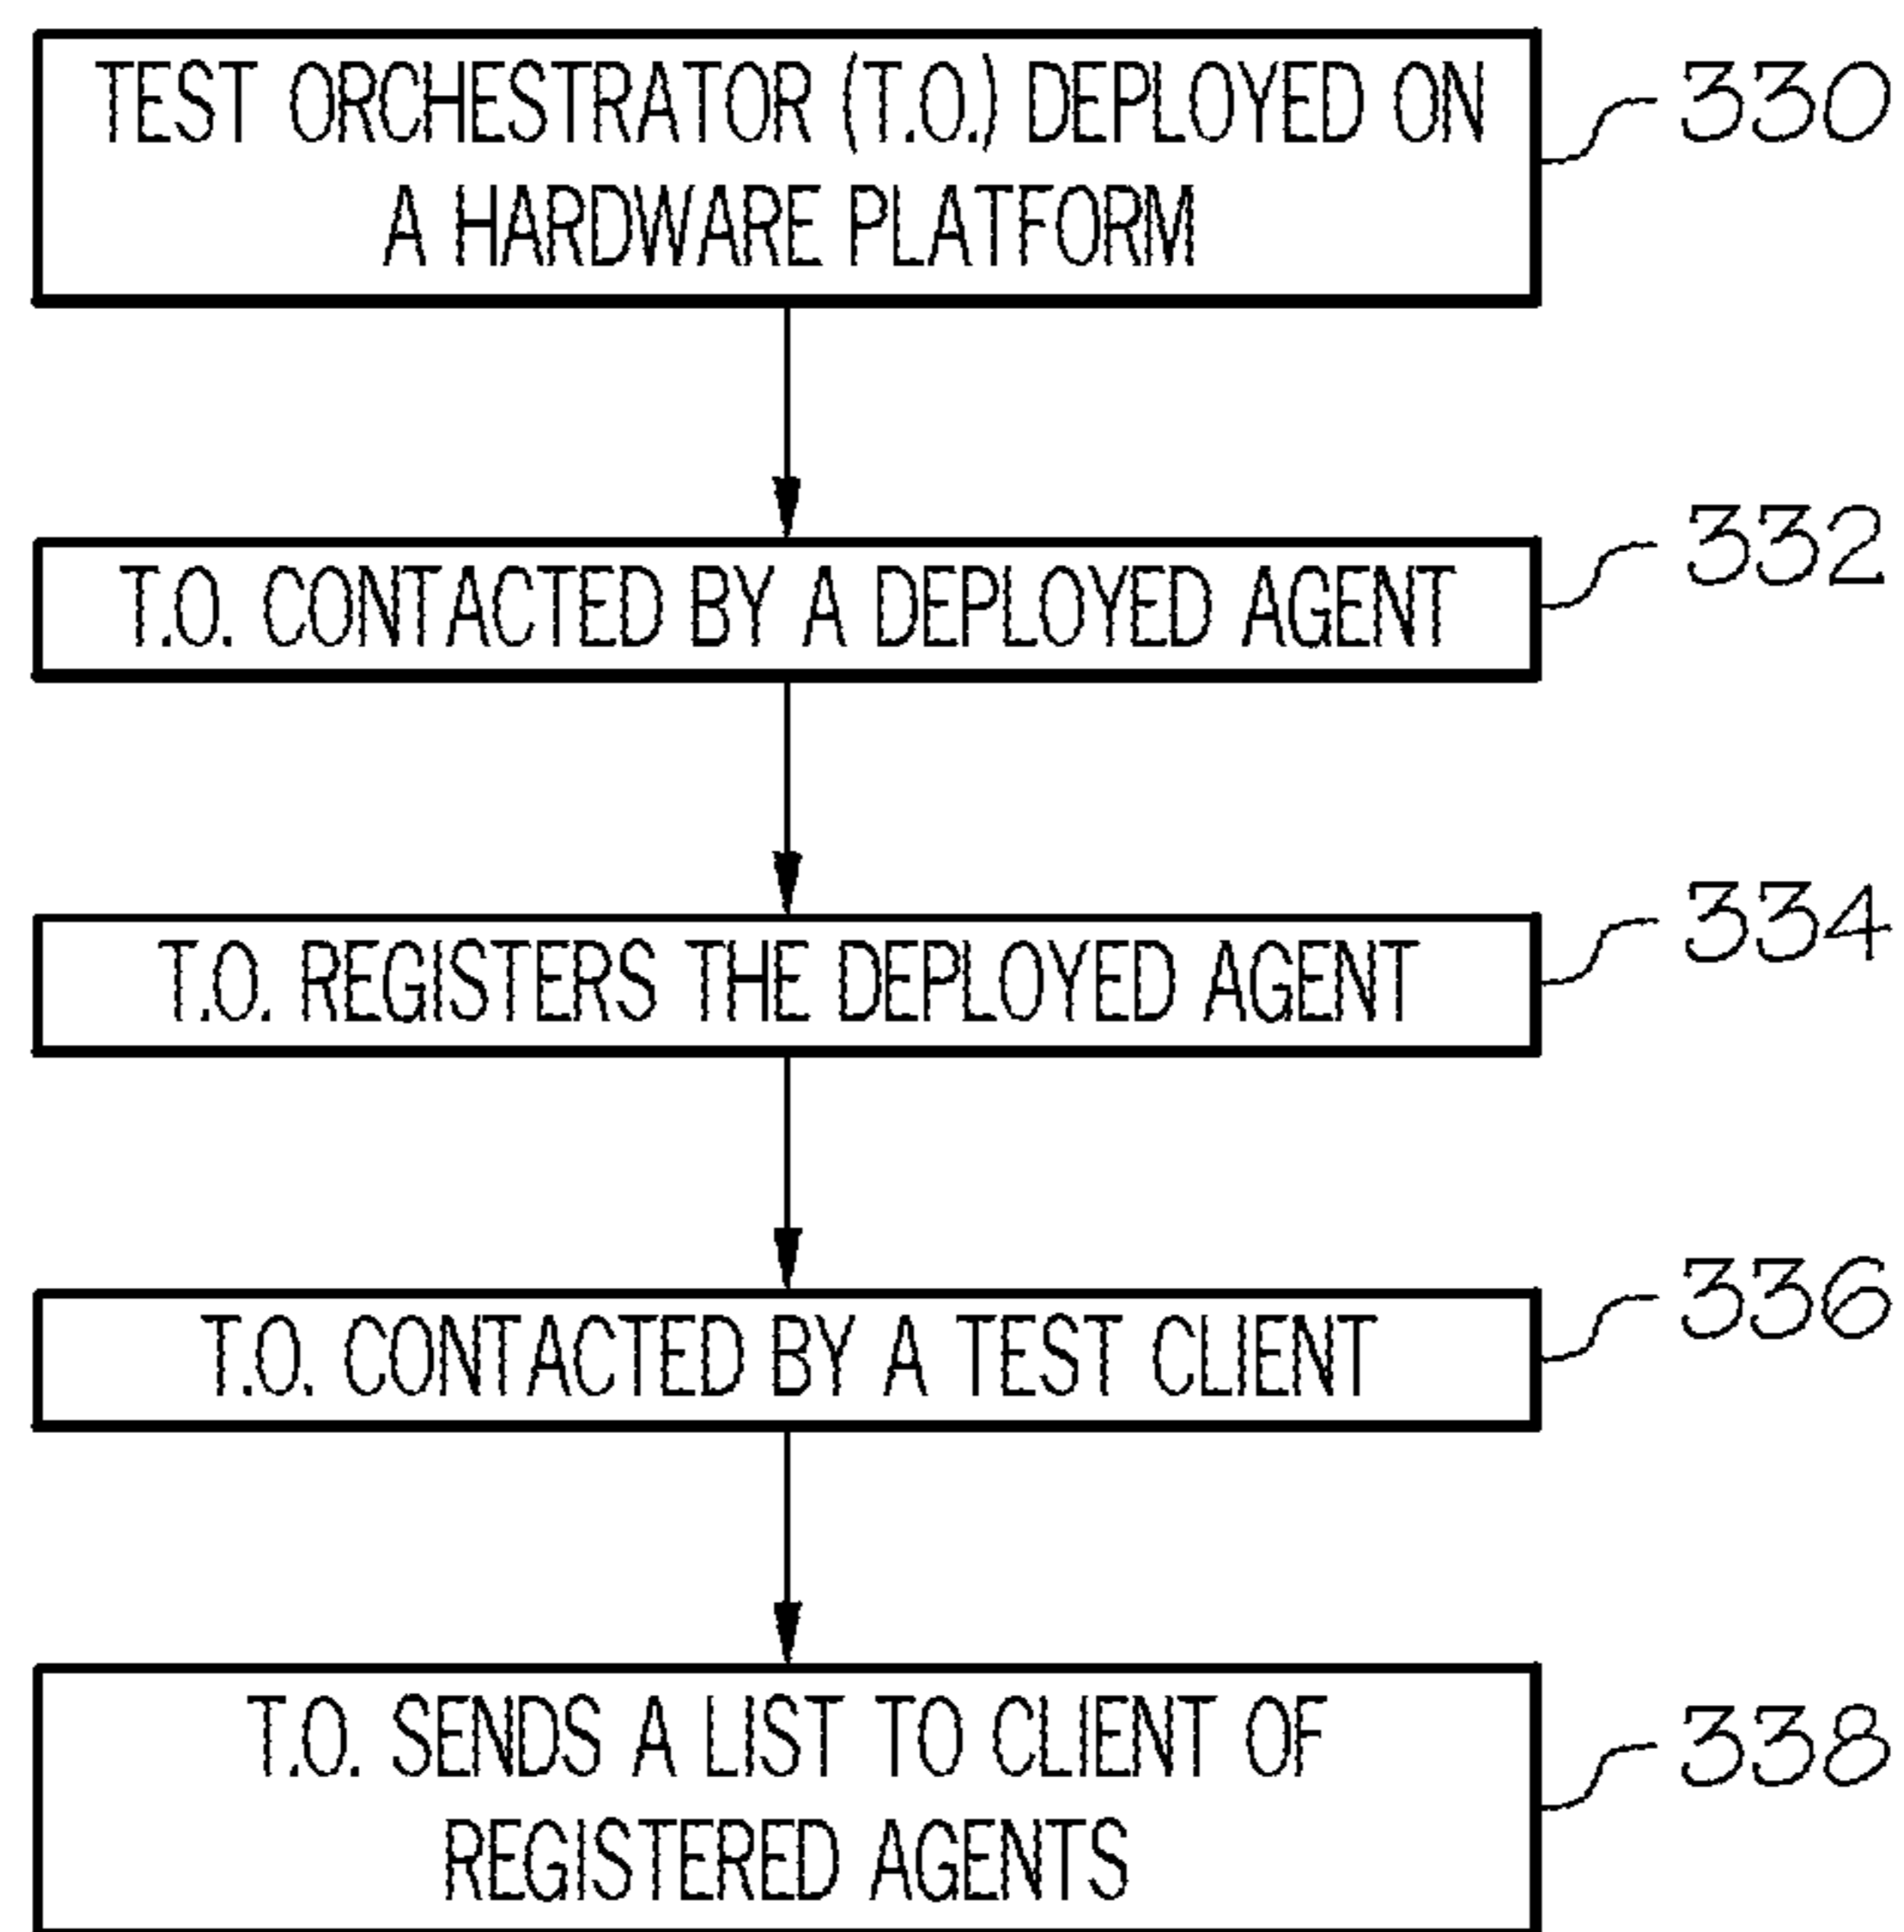 TEST ORCHESTRATOR (T.O.) DEPLOYED ON
A HARDWARE PLATFORM
330
T.O. CONTACTED BY A DEPLOYED AGENT
332
T.O. REGISTERS THE DEPLOYED AGENT
334
T.O. CONTACTED BY A TEST CLIENT
336
T.O. SENDS A LIST TO CLIENT OF
REGISTERED AGENTS
338